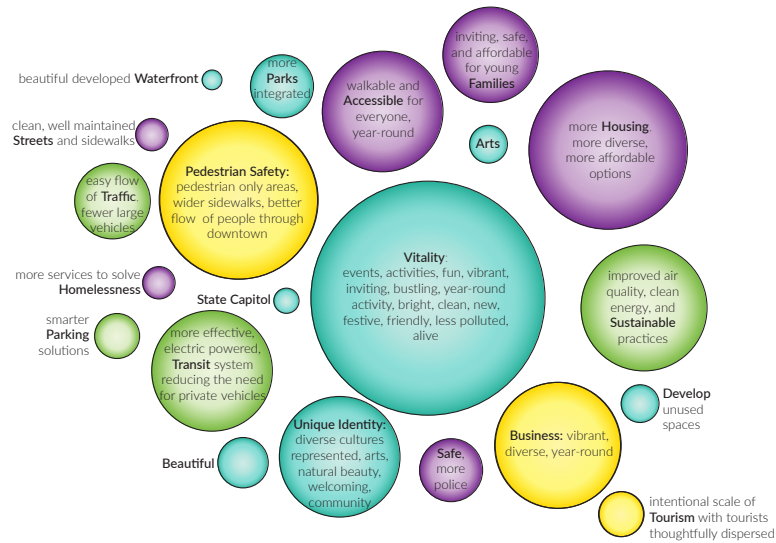 inviting, safe,
and affordable
for young
Families
more
Parks
integrated
beautiful developed Waterfront
walkable and
Accessible for
everyone,
year-round
clean, well maintained
Streets and sidewalks
more Housing,
more diverse,
more affordable
options
Arts
Pedestrian Safety:
pedestrian only areas,
wider sidewalks, better
flow of people through
downtown
easy flow
of Traffic,
fewer large
vehicles
Vitality:
events, activities, fun, vibrant,
inviting, bustling, year-round
activity, bright, clean, new,
festive, friendly, less polluted,
alive
more services to solve
Homelessness
State Capitol
improved air
quality, clean
energy, and
Sustainable
practices
smarter
Parking
solutions
more effective,
electric powered,
Transit system
reducing the need
for private vehicles
Develop
unused
spaces
Unique Identity:
diverse cultures
represented, arts,
natural beauty,
welcoming,
community
Business: vibrant,
diverse, year-round
Beautiful
Safe,
more
police
intentional scale of
Tourism with tourists
thoughtfully dispersed